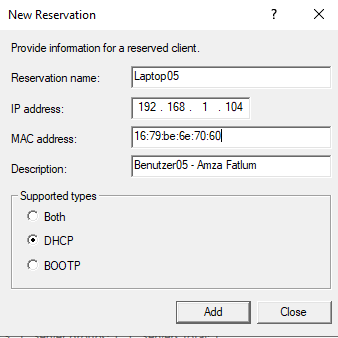 New Reservation
Provide information for a reserved client.
Reservation name: Laptop05
IP address: 192 . 168 . 1 . 104
MAC address: 16:79:be:6e:70:60
Description: Benutzer05 - Amza Fatlum
Supported types
Both
DHCP
BOOTP
Add Close